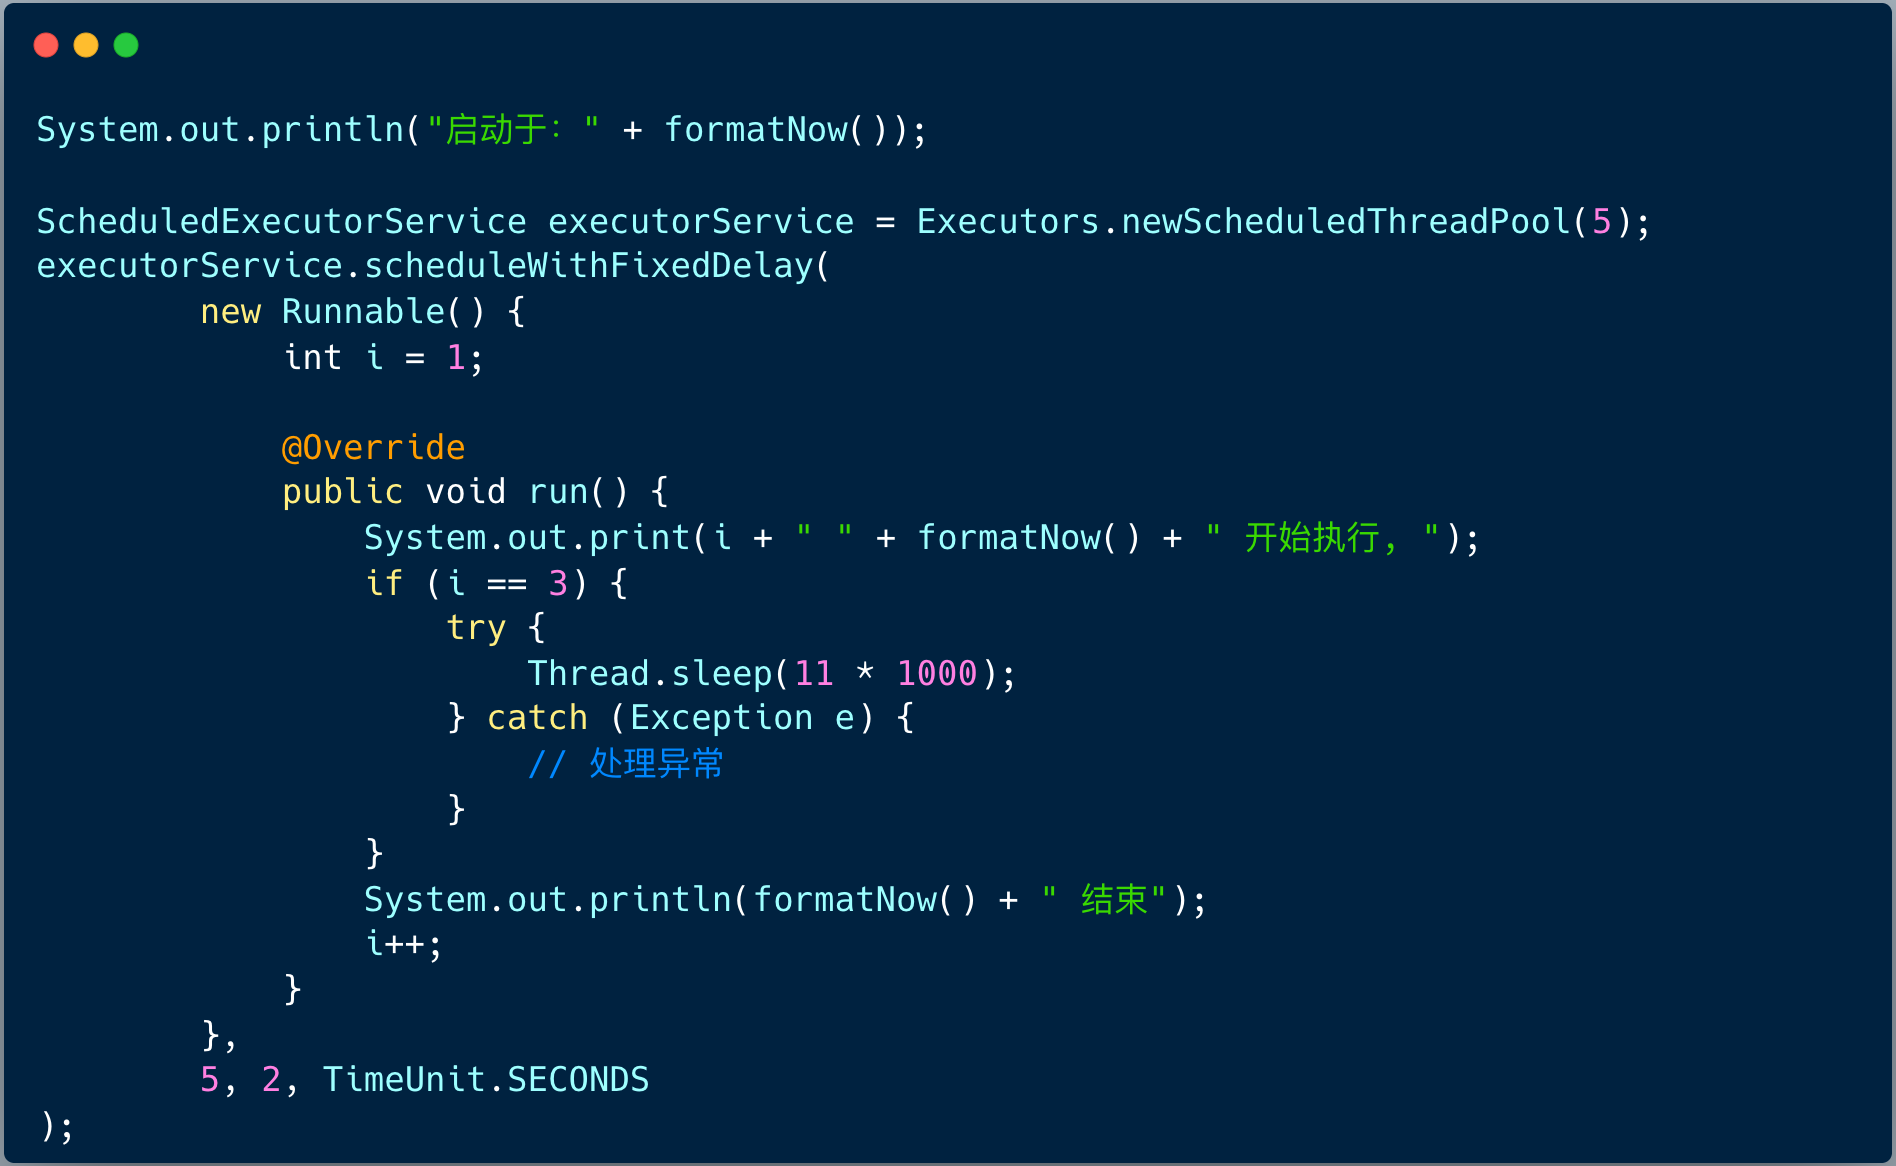 System.out.println("启动于：" + formatNow());
ScheduledExecutorService executorService = Executors.newScheduledThreadPool(5);
executorService.scheduleWithFixedDelay(
        new Runnable() {
            int i = 1;
            @Override
            public void run() {
                System.out.print(i + " " + formatNow() + " 开始执行, ");
                if (i == 3) {
                    try {
                        Thread.sleep(11 * 1000);
                    } catch (Exception e) {
                        // 处理异常
                    }
                }
                System.out.println(formatNow() + " 结束");
                i++;
            }
        },
        5, 2, TimeUnit.SECONDS
);